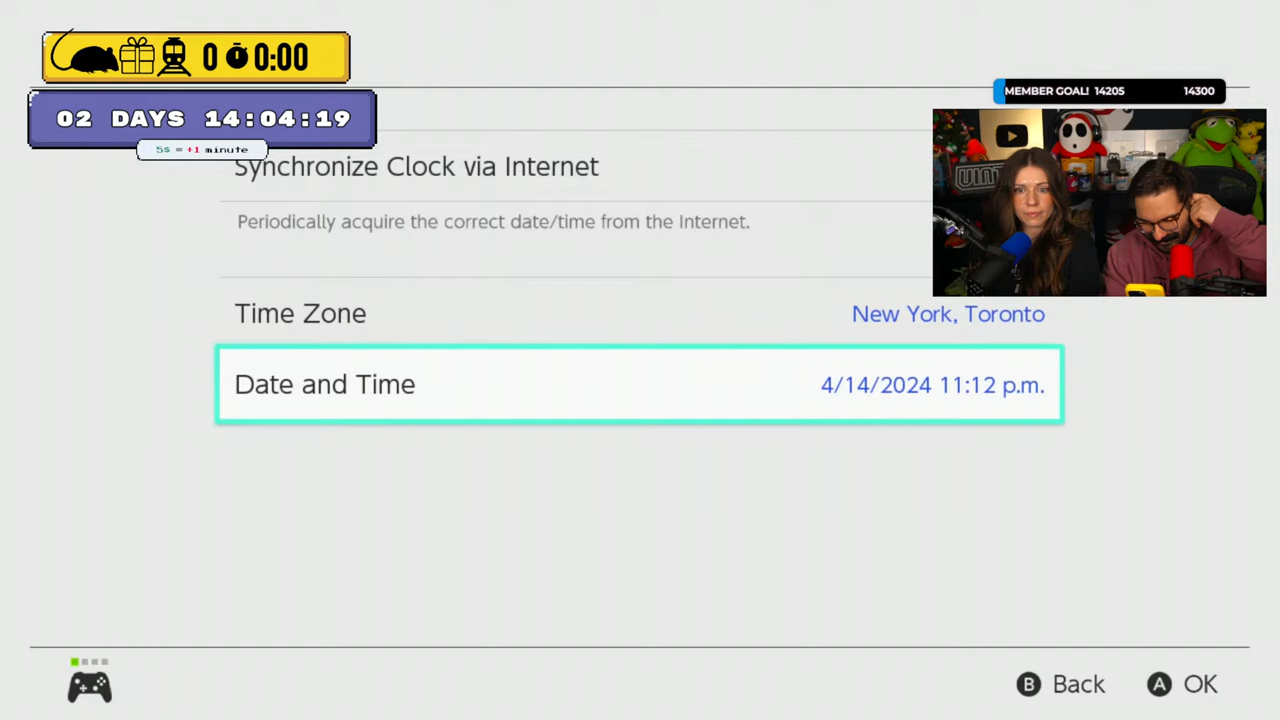 0 0:00
02 DAYS 14:04:19
5$ = +1 minute
MEMBER GOAL! 14205 14300
Synchronize Clock via Internet
Periodically acquire the correct date/time from the Internet.
Time Zone New York, Toronto
Date and Time 4/14/2024 11:12 p.m.
B Back A OK